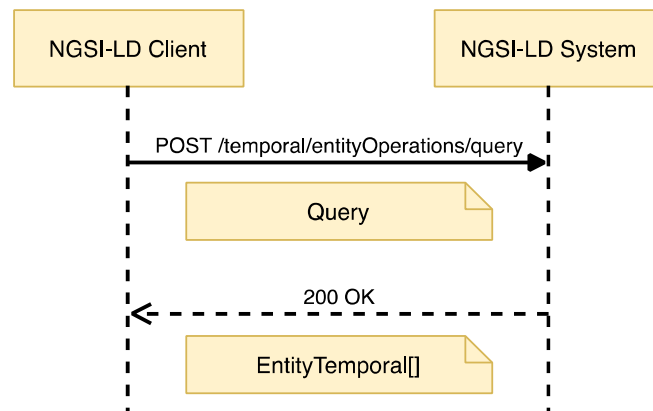 NGSI-LD Client
NGSI-LD System
POST /temporal/entityOperations/query
Query
200 OK
EntityTemporal[]